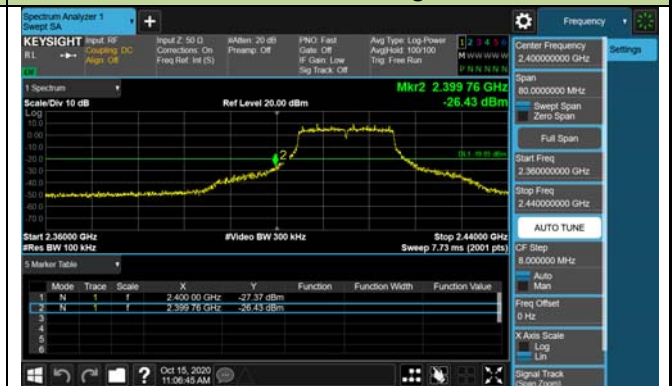 Spectrum Analyzer 1
Swept SA
+
Frequency
KEYSIGHT
Input: RF
Coupling: DC
Align: Off
Input Z: 50 Ω
Corrections: On
Freq Ref: Int (S)
#Atten: 20 dB
Preamp: Off
PNO: Fast
Gate: Off
IF Gain: Low
Sig Track: Off
Avg Type: Log-Power
Avg|Hold: 100/100
Trig: Free Run
1 2 3 4 5 6
M W W W W W
P N N N N N
Center Frequency
2.400000000 GHz
Settings
Span
80.0000000 MHz
Swept Span
Zero Span
Full Span
Start Freq
2.360000000 GHz
Stop Freq
2.440000000 GHz
AUTO TUNE
CF Step
8.000000 MHz
Auto
Man
Freq Offset
0 Hz
X Axis Scale
Log
Lin
Signal Track
(Span Zoom)
1 Spectrum
Scale/Div 10 dB
Ref Level 20.00 dBm
Mkr2 2.399 76 GHz
-26.43 dBm
Log
10.0
0.00
-10.0
-20.0
-30.0
-40.0
-50.0
-60.0
-70.0
2
Start 2.36000 GHz
#Video BW 300 kHz
Stop 2.44000 GHz
#Res BW 100 kHz
Sweep 7.73 ms (2001 pts)
5 Marker Table
Mode Trace Scale X Y Function Function Width Function Value
1 N 1 f 2.400 00 GHz -27.37 dBm
2 N 1 f 2.399 76 GHz -26.43 dBm
3
4
5
6
?
Oct 15, 2020
11:06:45 AM